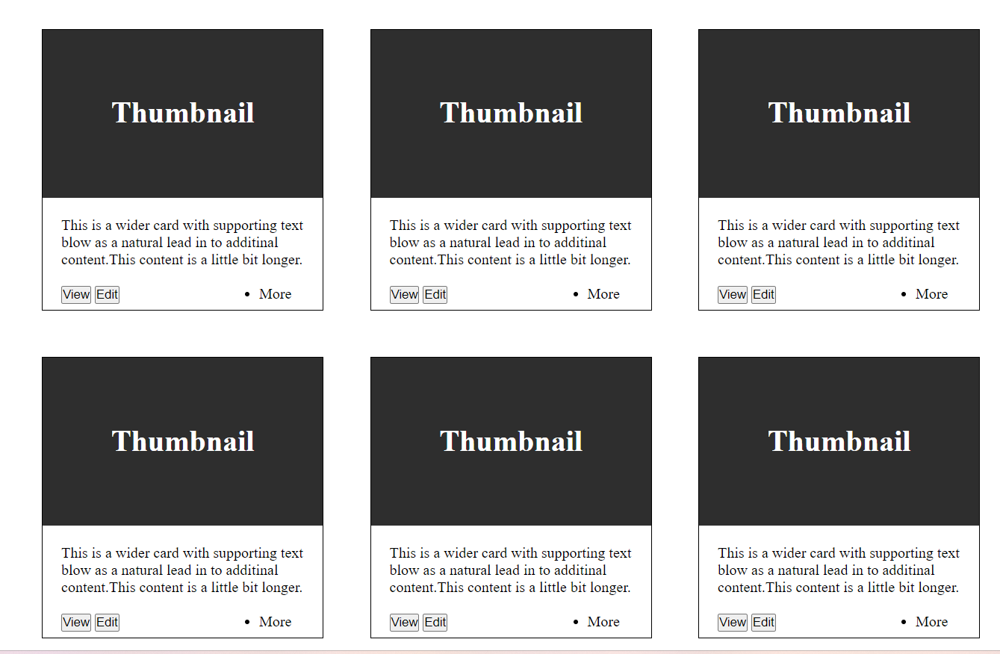 Thumbnail
Thumbnail
Thumbnail
This is a wider card with supporting text
blow as a natural lead in to additinal
content.This content is a little bit longer.
View Edit
• More
This is a wider card with supporting text
blow as a natural lead in to additinal
content.This content is a little bit longer.
View Edit
• More
This is a wider card with supporting text
blow as a natural lead in to additinal
content.This content is a little bit longer.
View Edit
• More
Thumbnail
Thumbnail
Thumbnail
This is a wider card with supporting text
blow as a natural lead in to additinal
content.This content is a little bit longer.
View Edit
• More
This is a wider card with supporting text
blow as a natural lead in to additinal
content.This content is a little bit longer.
View Edit
• More
This is a wider card with supporting text
blow as a natural lead in to additinal
content.This content is a little bit longer.
View Edit
• More